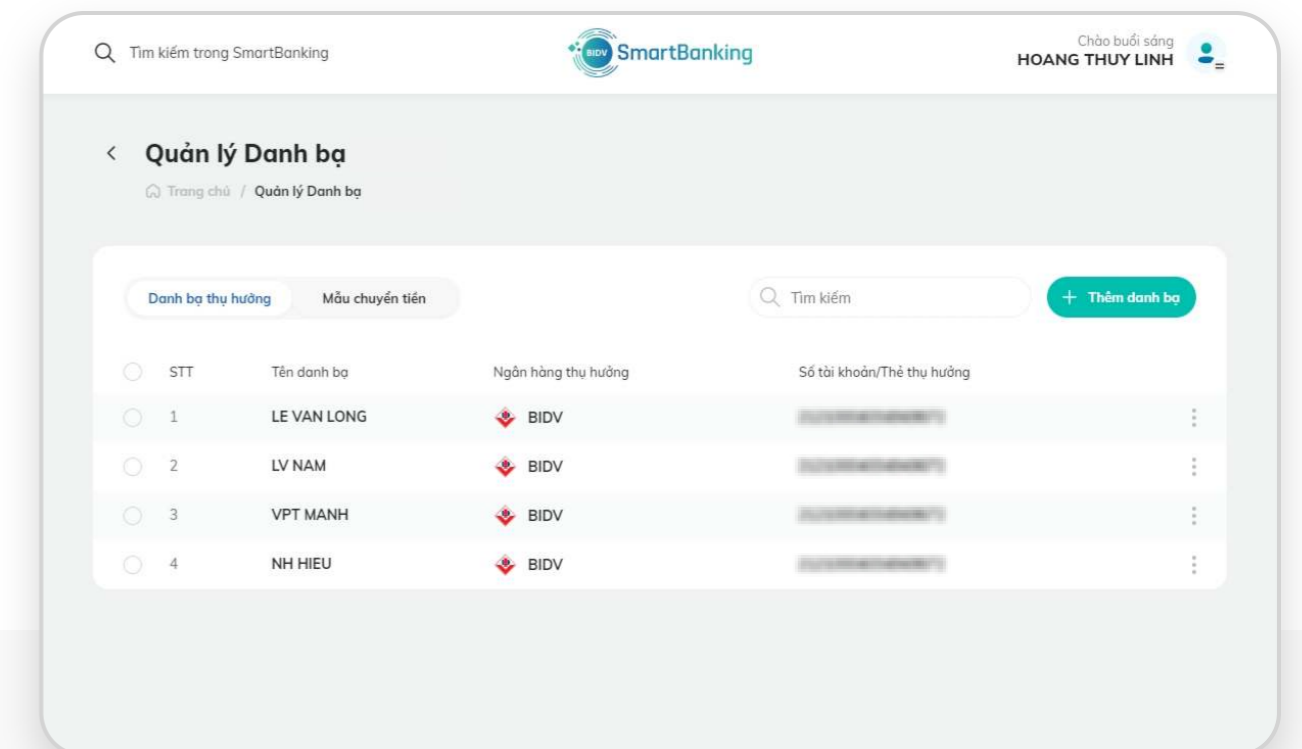 Tìm kiếm trong SmartBanking
BIDV SmartBanking
Chào buổi sáng
HOANG THUY LINH
Quản lý Danh bạ
Trang chủ / Quản lý Danh bạ
Danh bạ thụ hưởng Mẫu chuyển tiền Tìm kiếm + Thêm danh bạ
STT Tên danh bạ Ngân hàng thụ hưởng Số tài khoản/Thẻ thụ hưởng
1 LE VAN LONG BIDV
2 LV NAM BIDV
3 VPT MANH BIDV
4 NH HIEU BIDV